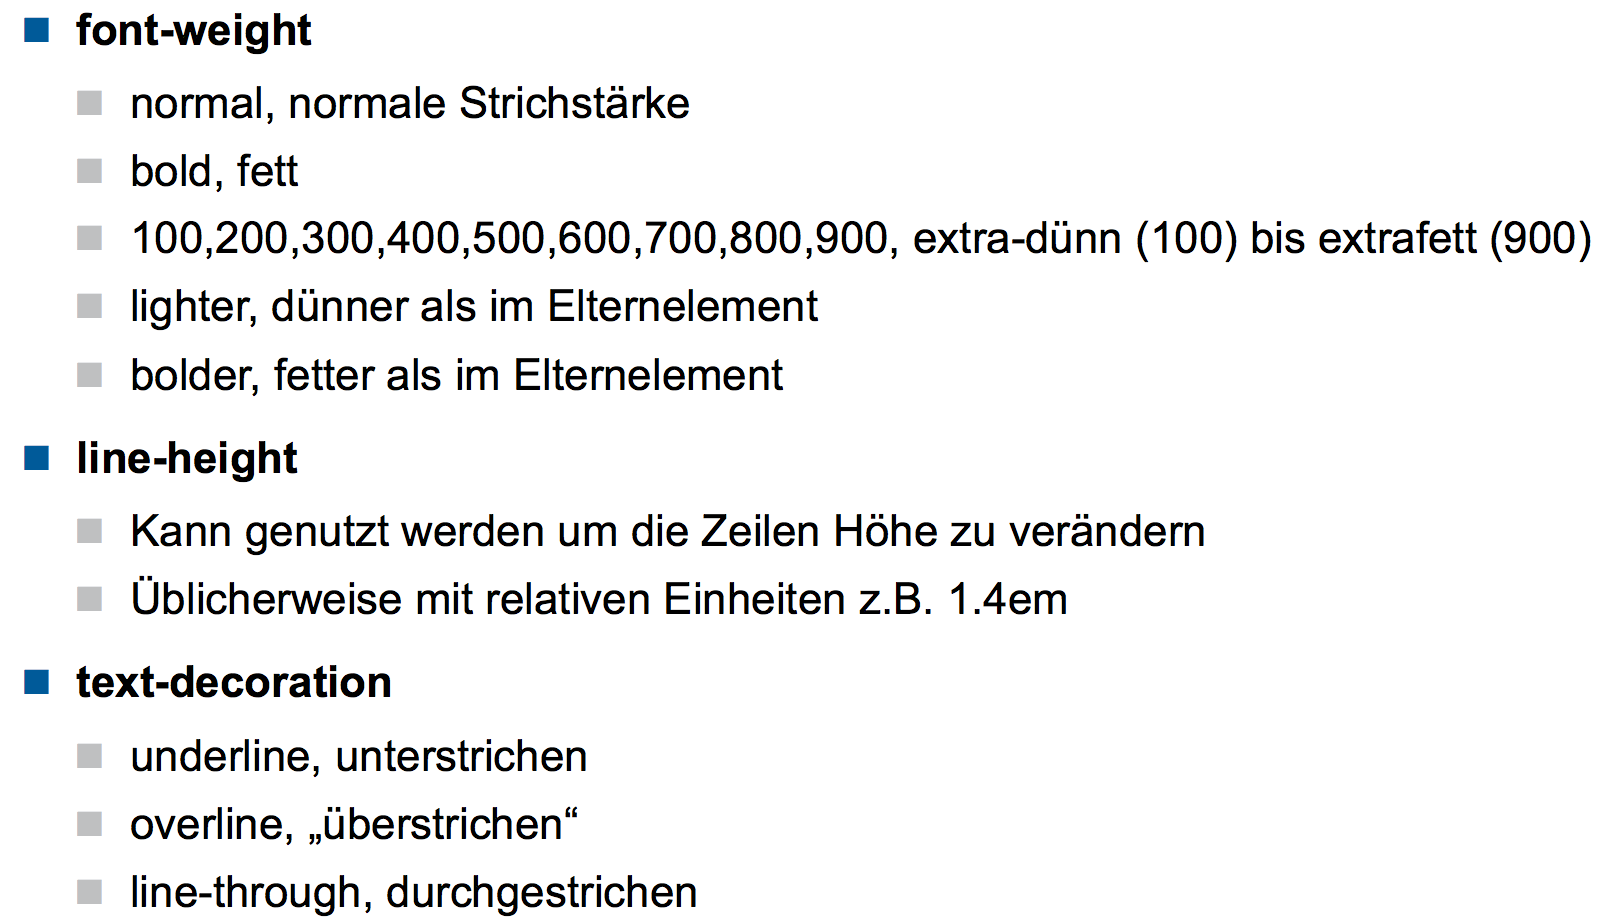 font-weight
normal, normale Strichstärke
bold, fett
100,200,300,400,500,600,700,800,900, extra-dünn (100) bis extrafett (900)
lighter, dünner als im Elternelement
bolder, fetter als im Elternelement
line-height
Kann genutzt werden um die Zeilen Höhe zu verändern
Üblicherweise mit relativen Einheiten z.B. 1.4em
text-decoration
underline, unterstrichen
overline, „überstrichen“
line-through, durchgestrichen